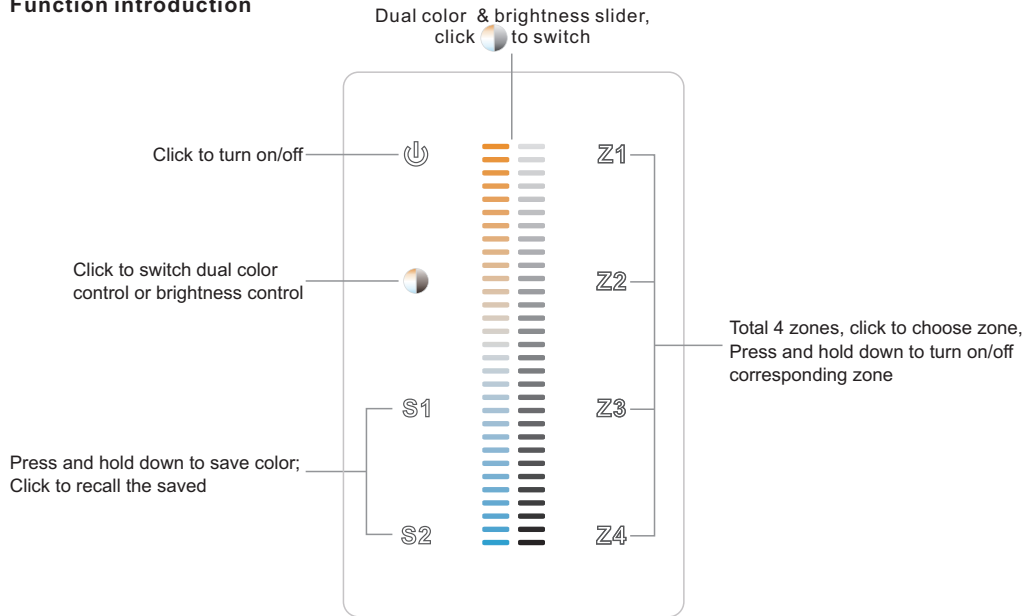 Function introduction
Dual color & brightness slider,
click to switch
Click to turn on/off
Z1
Click to switch dual color
control or brightness control
Z2
Total 4 zones, click to choose zone,
Press and hold down to turn on/off
corresponding zone
S1
Z3
Press and hold down to save color;
Click to recall the saved
S2
Z4